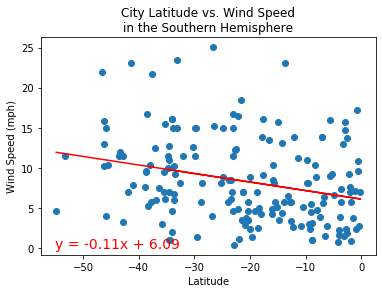 City Latitude vs. Wind Speed
in the Southern Hemisphere
25
20
15
10
5
0
Wind Speed (mph)
y = -0.11x + 6.09
−50
−40
−30
−20
−10
0
Latitude